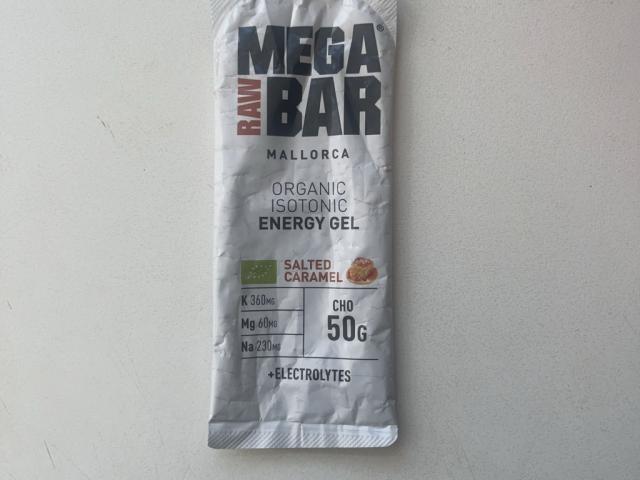 MEGA®
RAW BAR
MALLORCA
ORGANIC
ISOTONIC
ENERGY GEL
SALTED
CARAMEL
K 360MG
Mg 60MG
Na 230MG
CHO
50G
+ELECTROLYTES